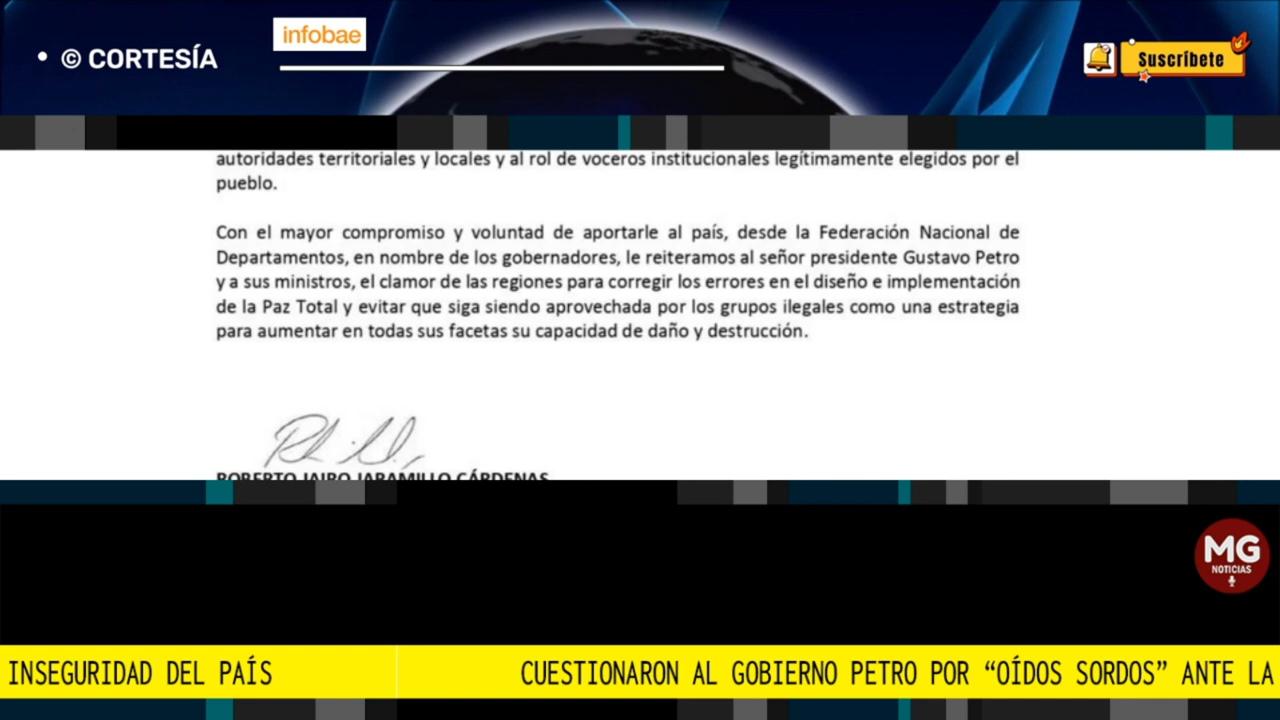 • © CORTESÍA
infobae
Suscríbete
autoridades territoriales y locales y al rol de voceros institucionales legítimamente elegidos por el
pueblo.
Con el mayor compromiso y voluntad de aportarle al país, desde la Federación Nacional de
Departamentos, en nombre de los gobernadores, le reiteramos al señor presidente Gustavo Petro
y a sus ministros, el clamor de las regiones para corregir los errores en el diseño e implementación
de la Paz Total y evitar que siga siendo aprovechada por los grupos ilegales como una estrategia
para aumentar en todas sus facetas su capacidad de daño y destrucción.
ROBERTO JAIRO JARAMILLO CÁRDENAS
MG
NOTICIAS
INSEGURIDAD DEL PAÍS CUESTIONARON AL GOBIERNO PETRO POR “OÍDOS SORDOS” ANTE LA